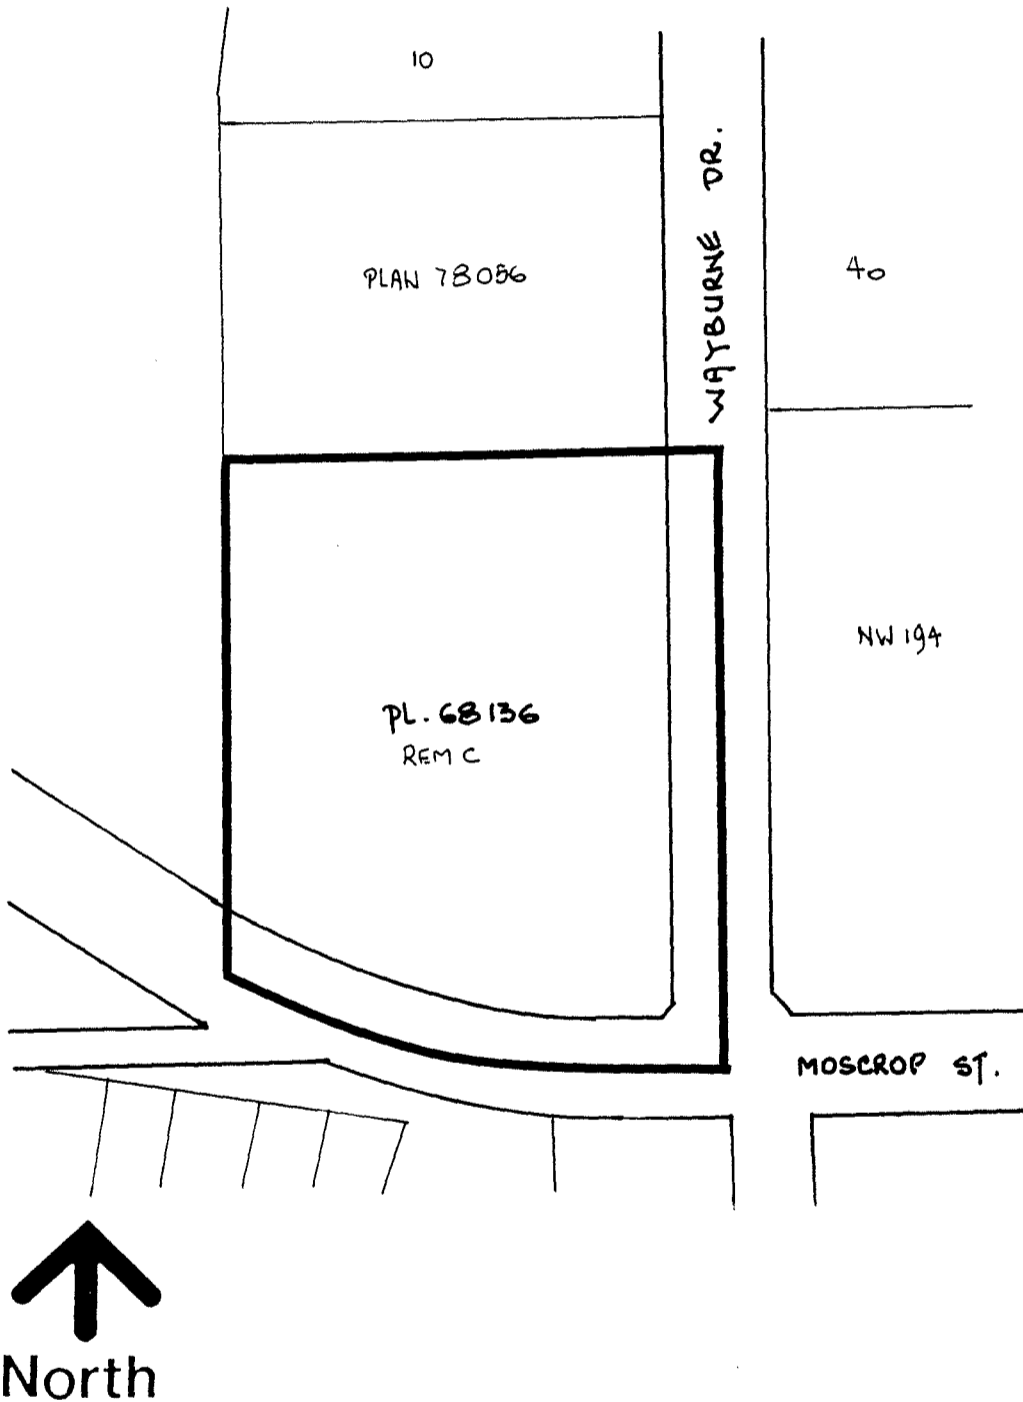 10
WAYBURNE DR.
PLAN 78056
40
NW 194
PL. 68136
REM C
MOSCROP ST.
North